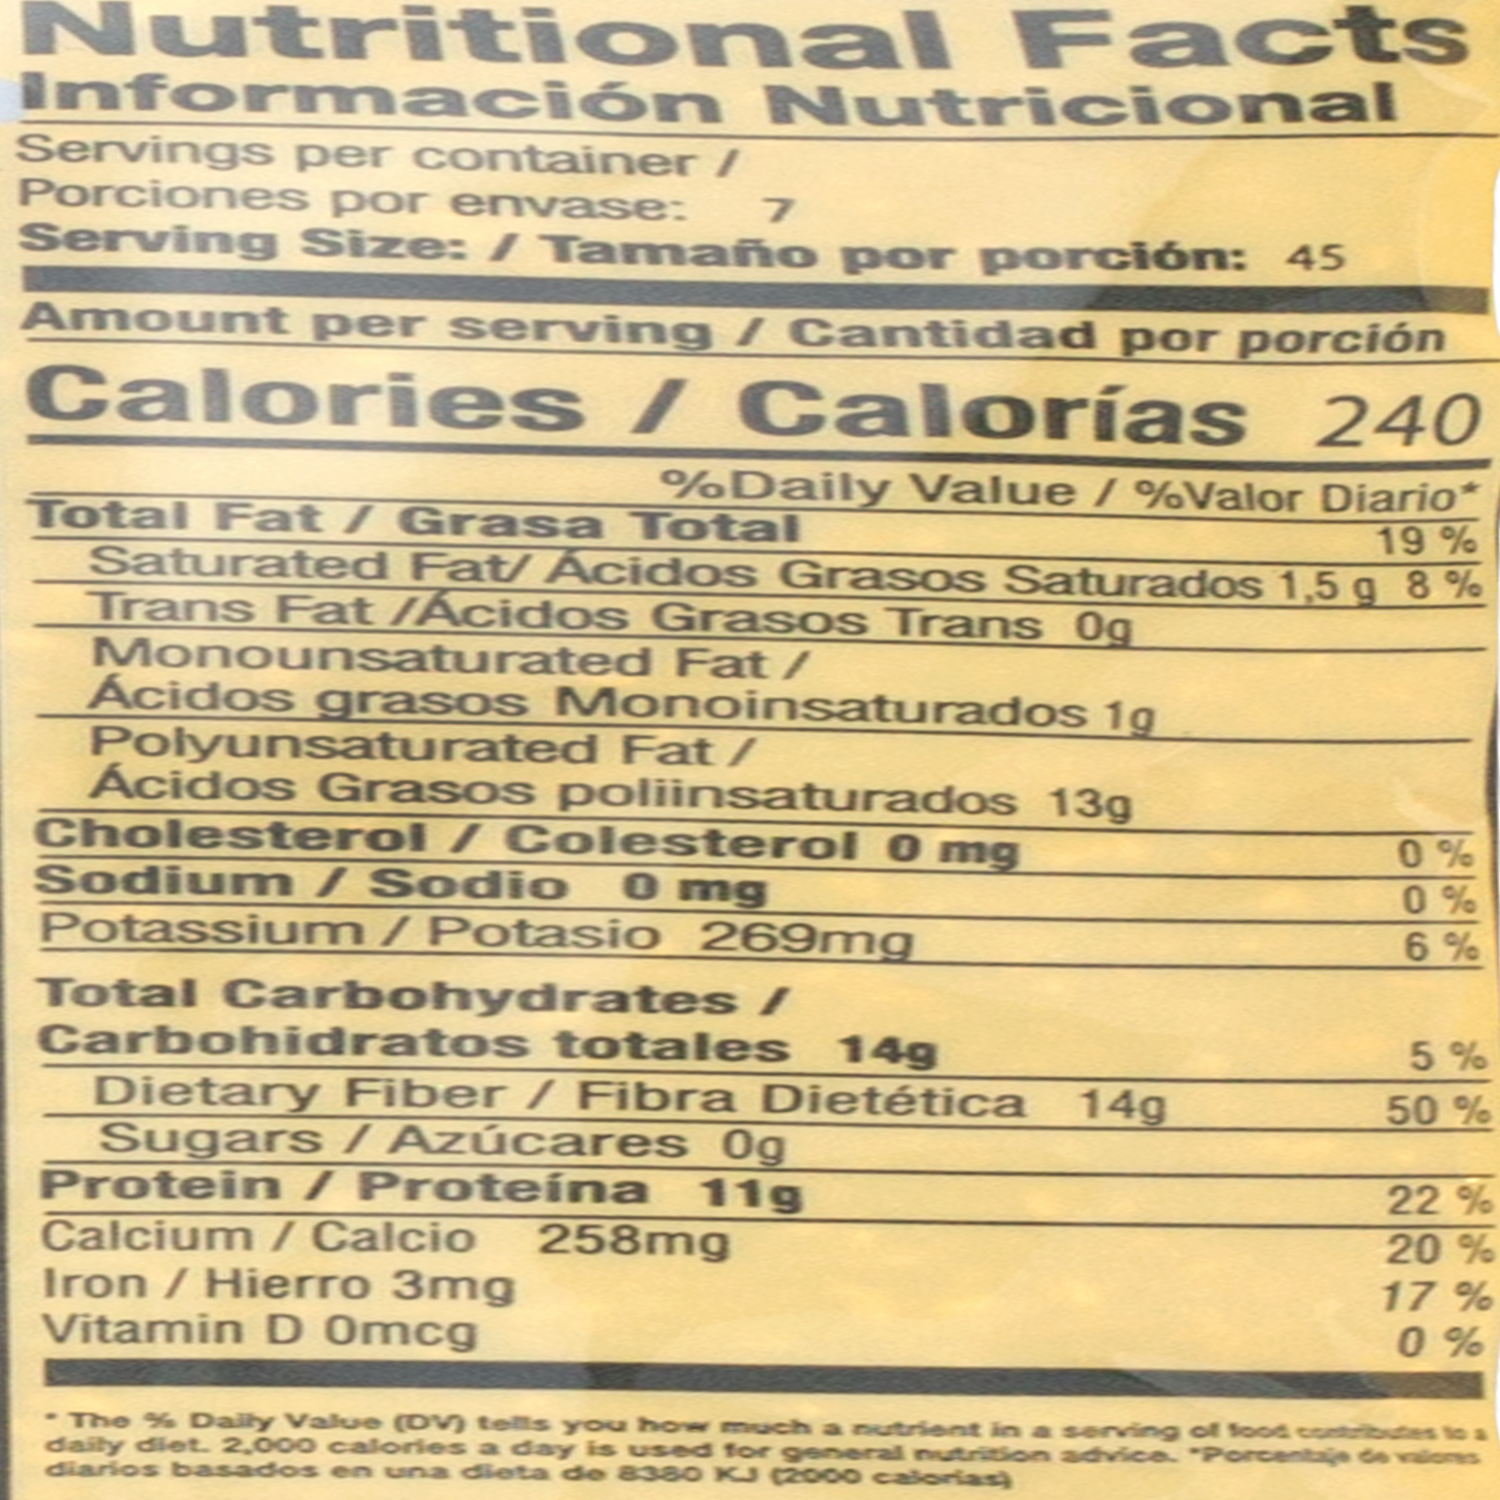 Nutritional Facts
Información Nutricional
Servings per container /
Porciones por envase: 7
Serving Size: / Tamaño por porción: 45
Amount per serving / Cantidad por porción
Calories / Calorías 240
%Daily Value / %Valor Diario*
Total Fat / Grasa Total 19 %
Saturated Fat/ Ácidos Grasos Saturados 1,5 g 8 %
Trans Fat /Ácidos Grasos Trans 0g
Monounsaturated Fat /
Ácidos grasos Monoinsaturados 1g
Polyunsaturated Fat /
Ácidos Grasos poliinsaturados 13g
Cholesterol / Colesterol 0 mg 0 %
Sodium / Sodio 0 mg 0 %
Potassium / Potasio 269mg 6 %
Total Carbohydrates /
Carbohidratos totales 14g 5 %
Dietary Fiber / Fibra Dietética 14g 50 %
Sugars / Azúcares 0g
Protein / Proteína 11g 22 %
Calcium / Calcio 258mg 20 %
Iron / Hierro 3mg 17 %
Vitamin D 0mcg 0 %
* The % Daily Value (DV) tells you how much a nutrient in a serving of food contributes to a
daily diet. 2,000 calories a day is used for general nutrition advice. *Porcentaje de valores
diarios basados en una dieta de 8380 KJ (2000 calorias)